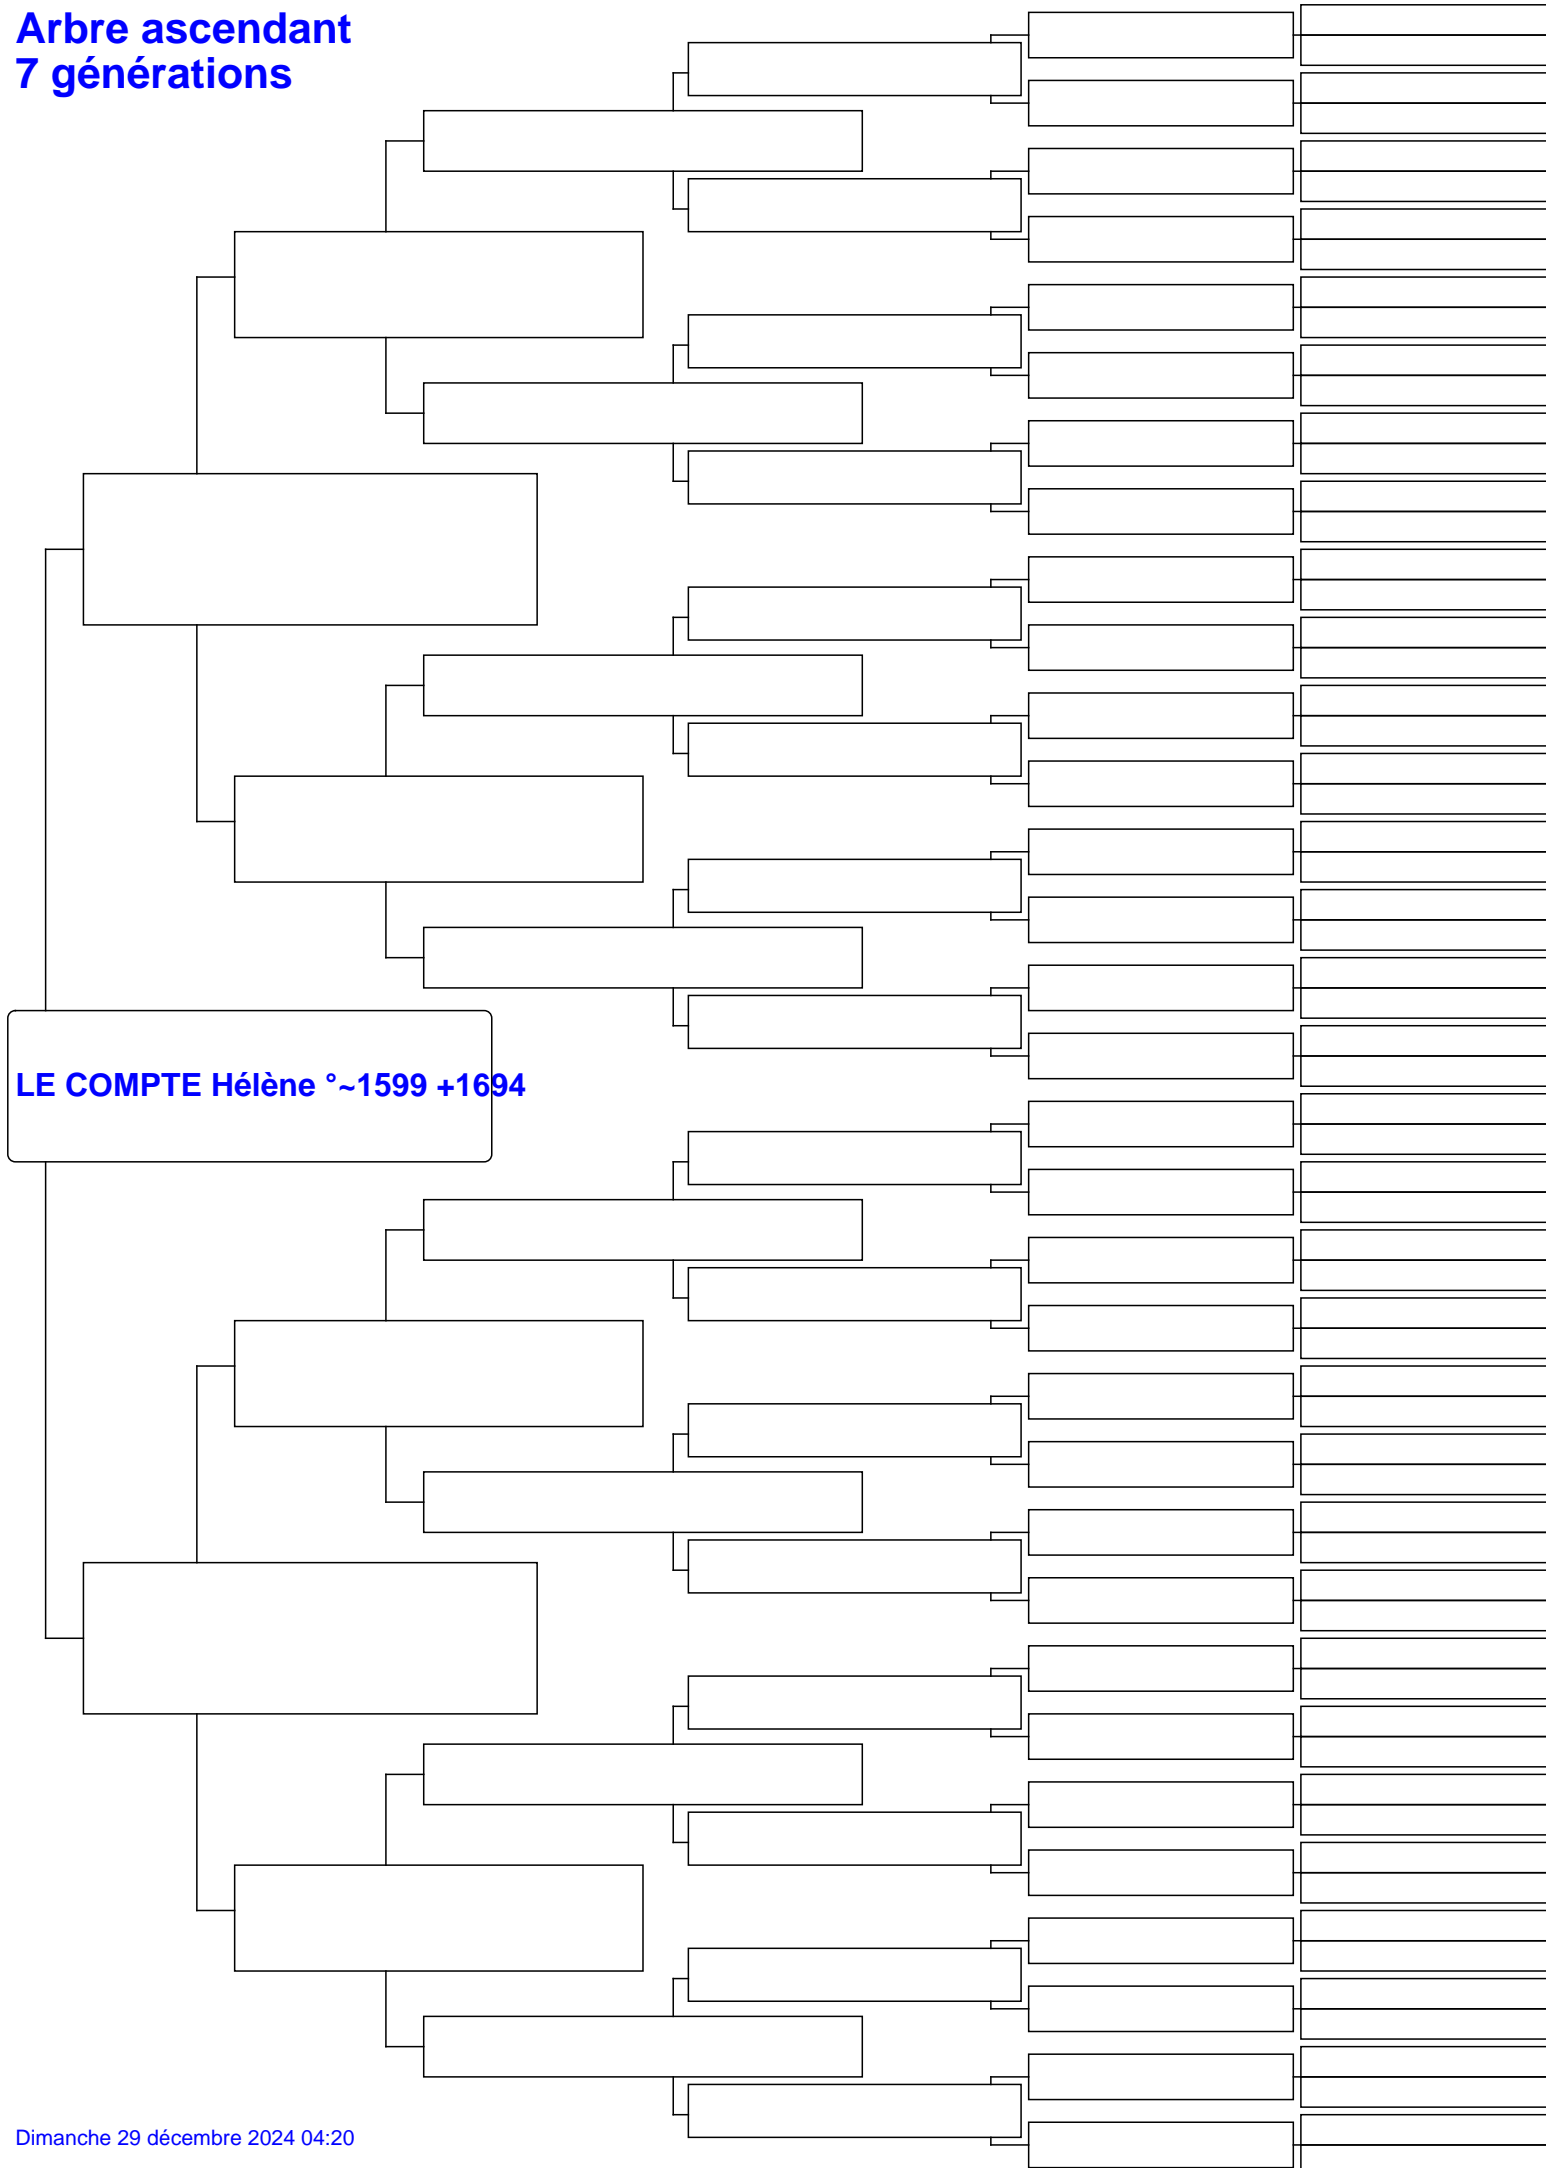 Arbre ascendant
7 générations
LE COMPTE Hélène °~1599 +1694
Dimanche 29 décembre 2024 04:20